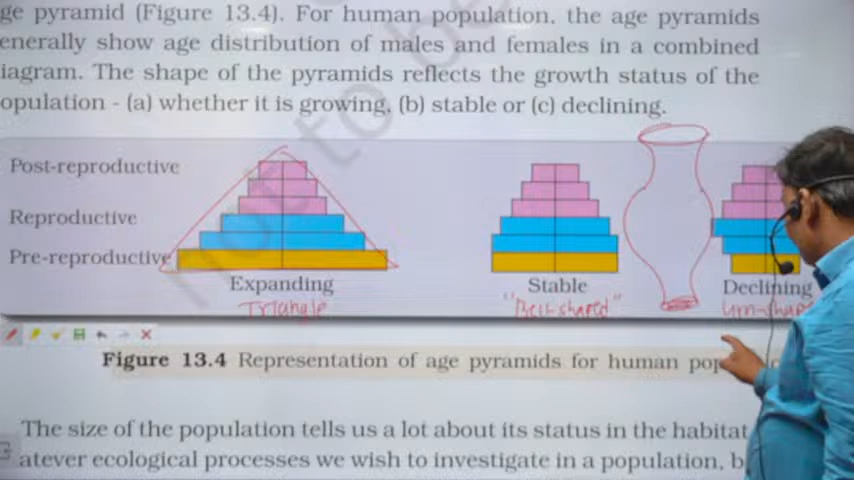 ge pyramid (Figure 13.4). For human population, the age pyramids
enerally show age distribution of males and females in a combined
iagram. The shape of the pyramids reflects the growth status of the
opulation - (a) whether it is growing, (b) stable or (c) declining.
Post-reproductive
Reproductive
Pre-reproductive
Expanding Stable Declining
Triangle "Bell-shaped" Urn-shap
Figure 13.4 Representation of age pyramids for human pop
The size of the population tells us a lot about its status in the habitat
atever ecological processes we wish to investigate in a population, b